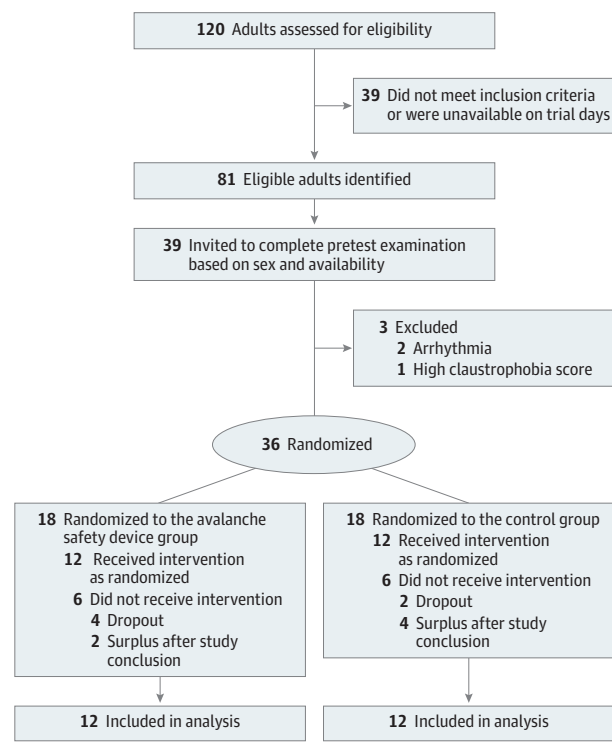 120 Adults assessed for eligibility
39 Did not meet inclusion criteria
or were unavailable on trial days
81 Eligible adults identified
39 Invited to complete pretest examination
based on sex and availability
3 Excluded
2 Arrhythmia
1 High claustrophobia score
36 Randomized
18 Randomized to the avalanche
safety device group
12 Received intervention
as randomized
6 Did not receive intervention
4 Dropout
2 Surplus after study
conclusion
18 Randomized to the control group
12 Received intervention
as randomized
6 Did not receive intervention
2 Dropout
4 Surplus after study
conclusion
12 Included in analysis
12 Included in analysis